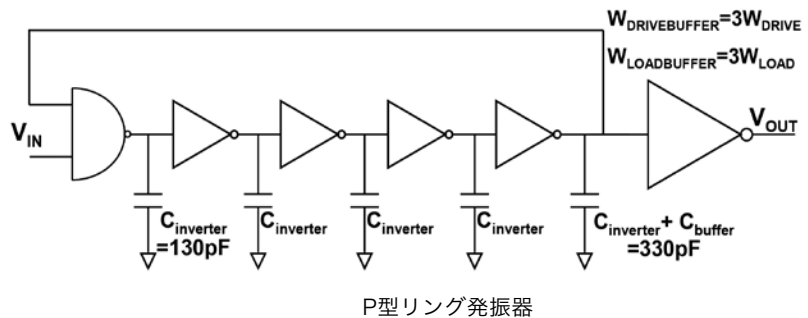 W_DRIVEBUFFER=3W_DRIVE
W_LOADBUFFER=3W_LOAD
V_IN
V_OUT
C_inverter
=130pF
C_inverter
C_inverter
C_inverter
C_inverter+ C_buffer
=330pF
P型リング発振器